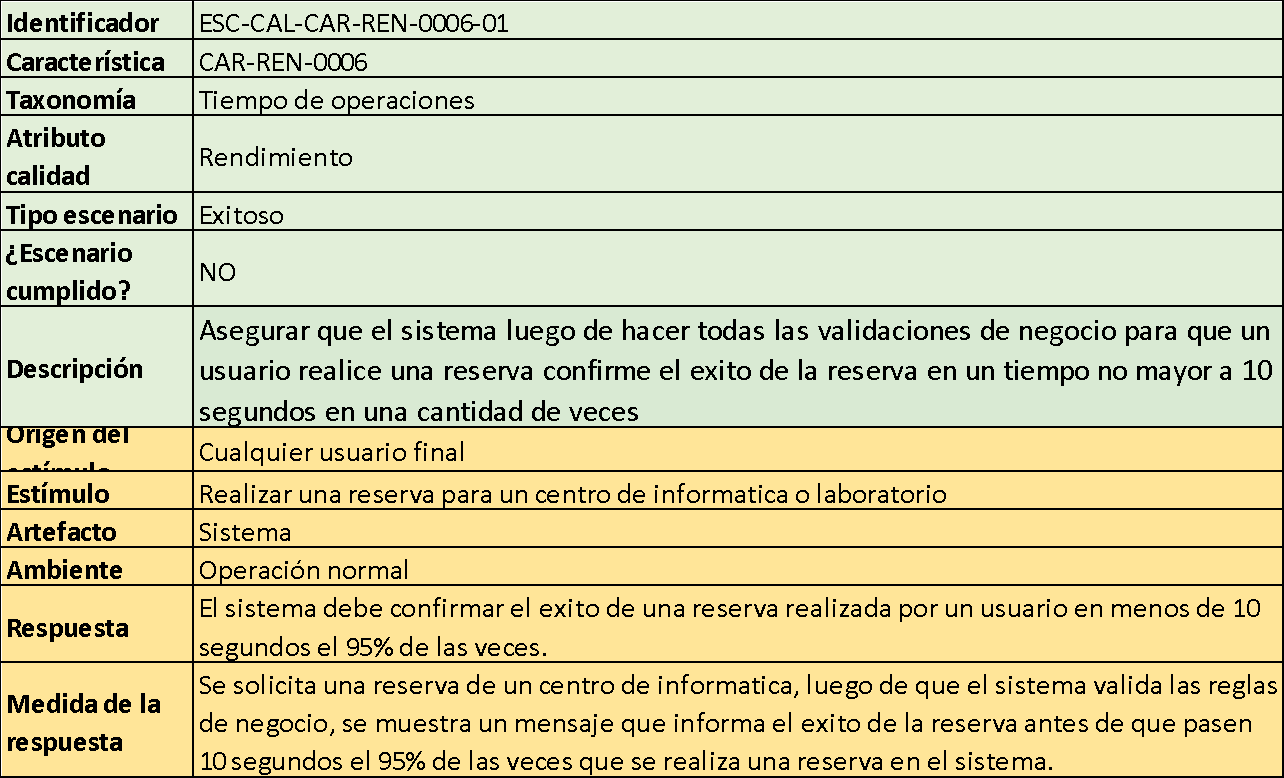 Identificador ESC-CAL-CAR-REN-0006-01
Característica CAR-REN-0006
Taxonomía Tiempo de operaciones
Atributo
calidad
Rendimiento
Tipo escenario Exitoso
¿Escenario
cumplido?
NO
Descripción
Asegurar que el sistema luego de hacer todas las validaciones de negocio para que un
usuario realice una reserva confirme el exito de la reserva en un tiempo no mayor a 10
segundos en una cantidad de veces
Origen del
estímulo
Cualquier usuario final
Estímulo Realizar una reserva para un centro de informatica o laboratorio
Artefacto Sistema
Ambiente Operación normal
Respuesta
El sistema debe confirmar el exito de una reserva realizada por un usuario en menos de 10
segundos el 95% de las veces.
Medida de la
respuesta
Se solicita una reserva de un centro de informatica, luego de que el sistema valida las reglas
de negocio, se muestra un mensaje que informa el exito de la reserva antes de que pasen
10 segundos el 95% de las veces que se realiza una reserva en el sistema.